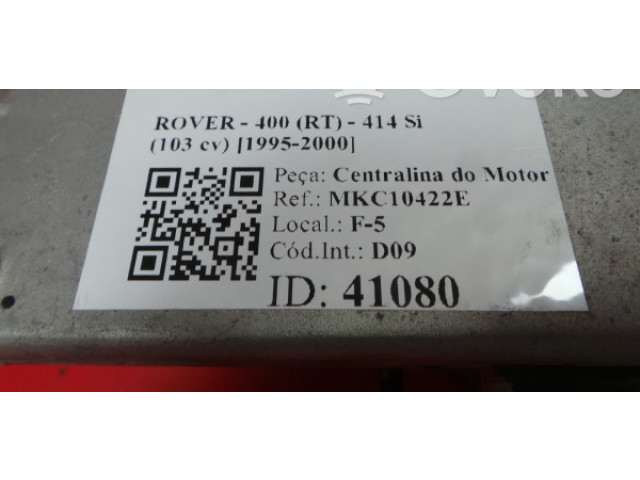 ROVER - 400 (RT) - 414 Si
(103 cv) [1995-2000]
Peça: Centralina do Motor
Ref.: MKC10422E
Local.: F-5
Cód.Int.: D09
ID: 41080